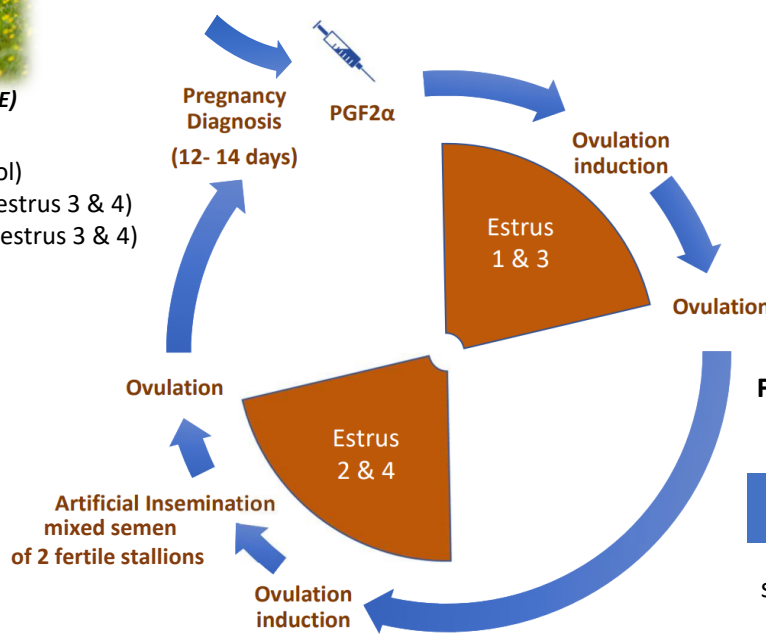 E)
ol)
estrus 3 & 4)
estrus 3 & 4)
Pregnancy
Diagnosis
(12- 14 days)
PGF2α
Ovulation
induction
Estrus
1 & 3
Ovulation
F
Ovulation
Estrus
2 & 4
Artificial Insemination
mixed semen
of 2 fertile stallions
Ovulation
induction
s